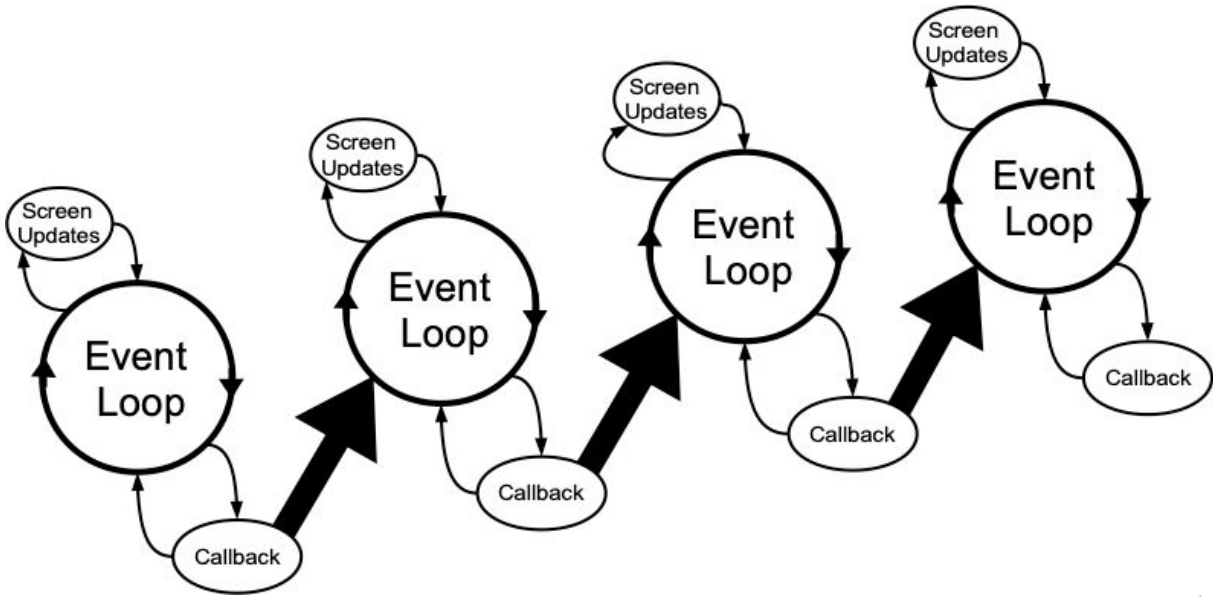 Screen
Updates
Event
Loop
Callback
Screen
Updates
Event
Loop
Callback
Screen
Updates
Event
Loop
Callback
Screen
Updates
Event
Loop
Callback